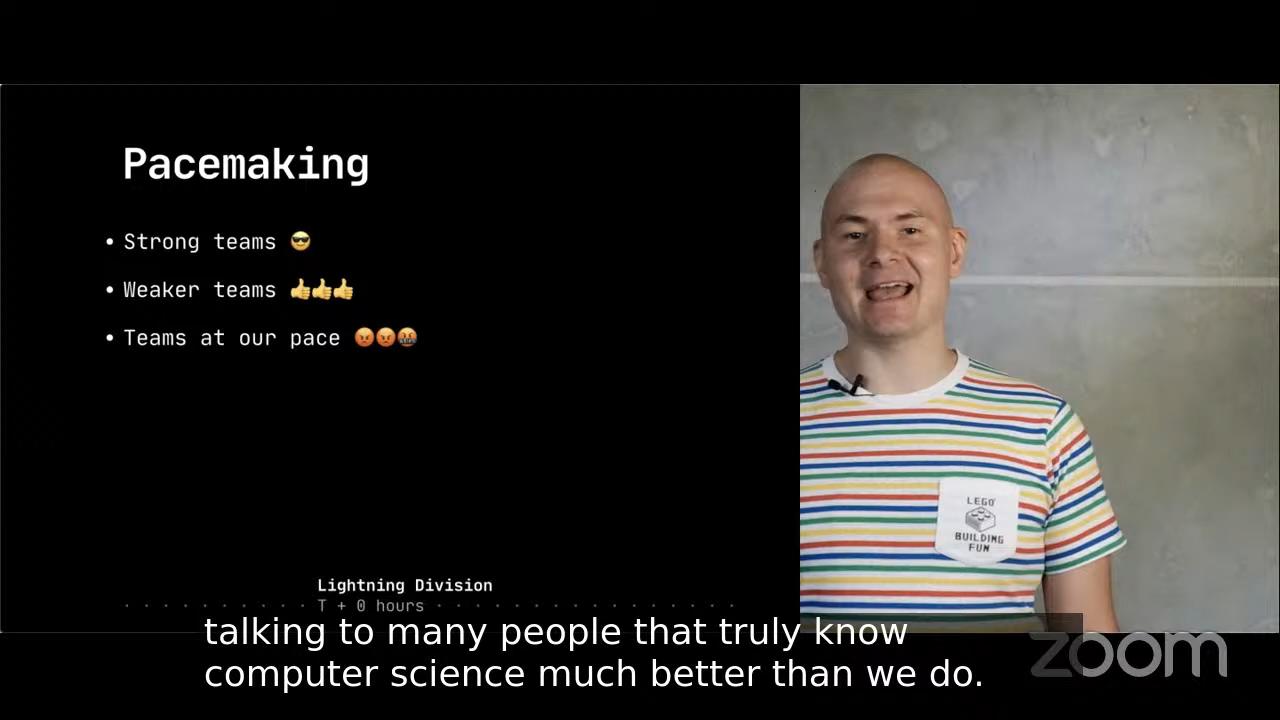 Pacemaking
• Strong teams 😎
• Weaker teams 👍👍👍
• Teams at our pace 😡😡🤬
LEGO
BUILDING
FUN
Lightning Division
T + 0 hours
talking to many people that truly know
computer science much better than we do.
zoom